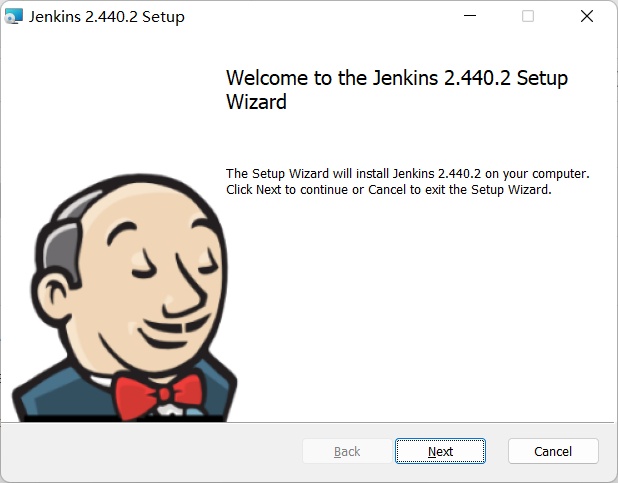 Jenkins 2.440.2 Setup
Welcome to the Jenkins 2.440.2 Setup
Wizard
The Setup Wizard will install Jenkins 2.440.2 on your computer.
Click Next to continue or Cancel to exit the Setup Wizard.
Back
Next
Cancel